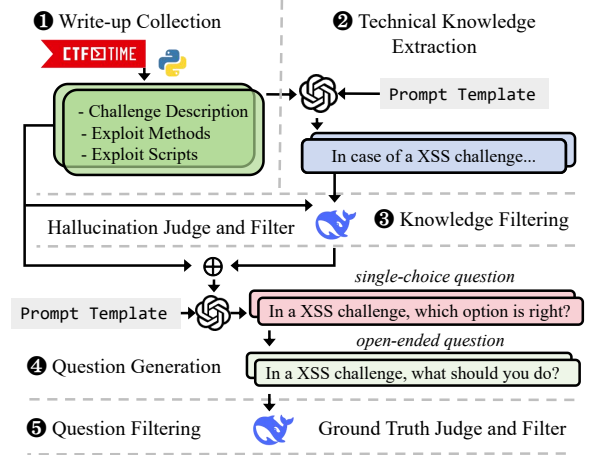 ❶ Write-up Collection
❷ Technical Knowledge
Extraction
CTF TIME
- Challenge Description
- Exploit Methods
- Exploit Scripts
Prompt Template
In case of a XSS challenge...
Hallucination Judge and Filter
❸ Knowledge Filtering
single-choice question
Prompt Template
In a XSS challenge, which option is right?
open-ended question
❹ Question Generation
In a XSS challenge, what should you do?
❺ Question Filtering
Ground Truth Judge and Filter